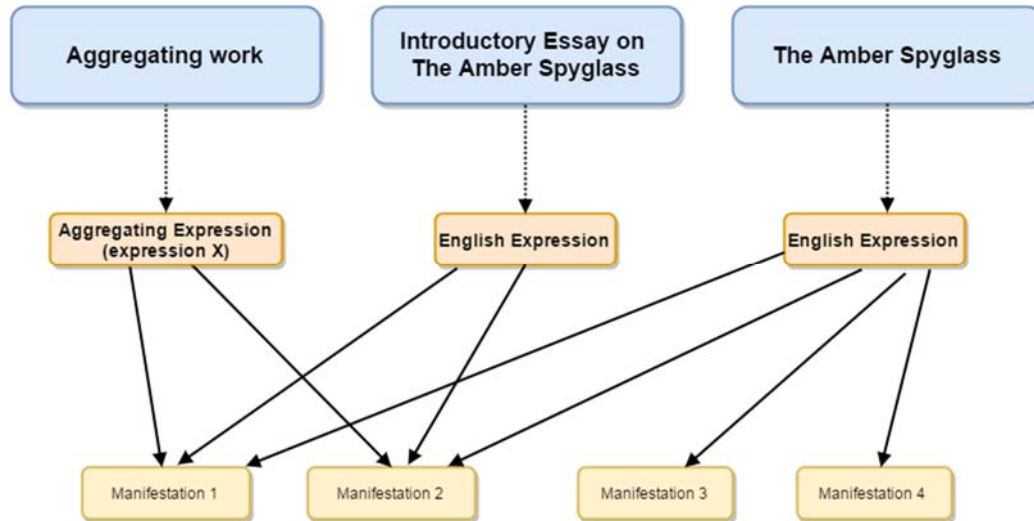 Aggregating work
Introductory Essay on
The Amber Spyglass
The Amber Spyglass
Aggregating Expression
(expression X)
English Expression
English Expression
Manifestation 1
Manifestation 2
Manifestation 3
Manifestation 4